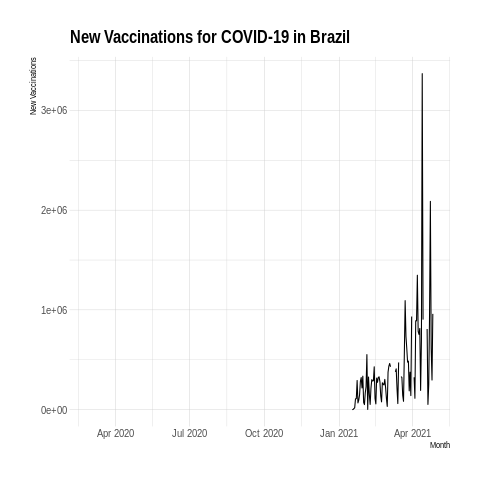 New Vaccinations for COVID-19 in Brazil
New Vaccinations
3e+06
2e+06
1e+06
0e+00
Apr 2020
Jul 2020
Oct 2020
Jan 2021
Apr 2021
Month